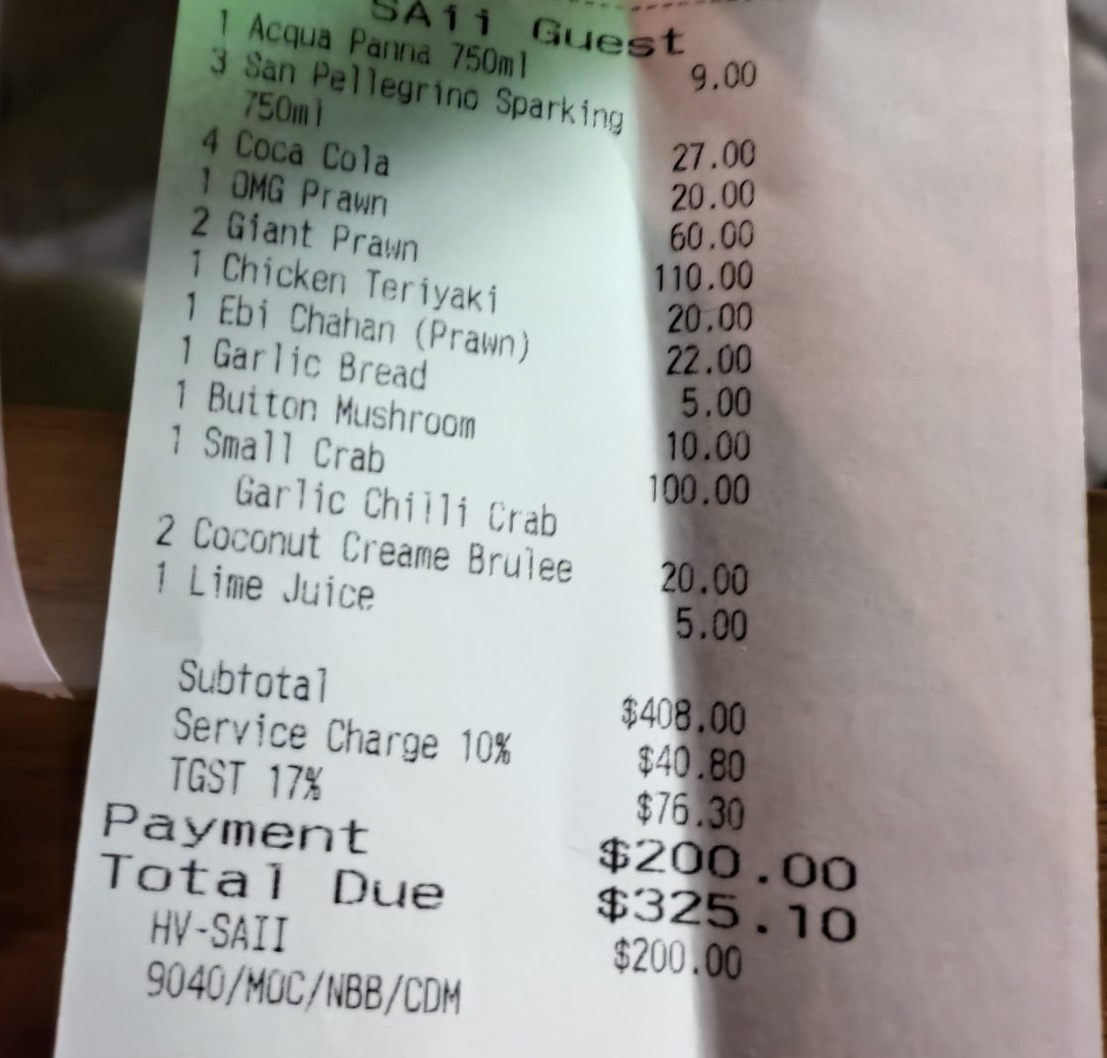 SAii Guest
1 Acqua Panna 750ml 9.00
3 San Pellegrino Sparking
750ml 27.00
4 Coca Cola 20.00
1 OMG Prawn 60.00
2 Giant Prawn 110.00
1 Chicken Teriyaki 20.00
1 Ebi Chahan (Prawn) 22.00
1 Garlic Bread 5.00
1 Button Mushroom 10.00
1 Small Crab 100.00
Garlic Chilli Crab
2 Coconut Creame Brulee 20.00
1 Lime Juice 5.00
Subtotal $408.00
Service Charge 10% $40.80
TGST 17% $76.30
Payment $200.00
Total Due $325.10
HV-SAII $200.00
9040/MOC/NBB/CDM